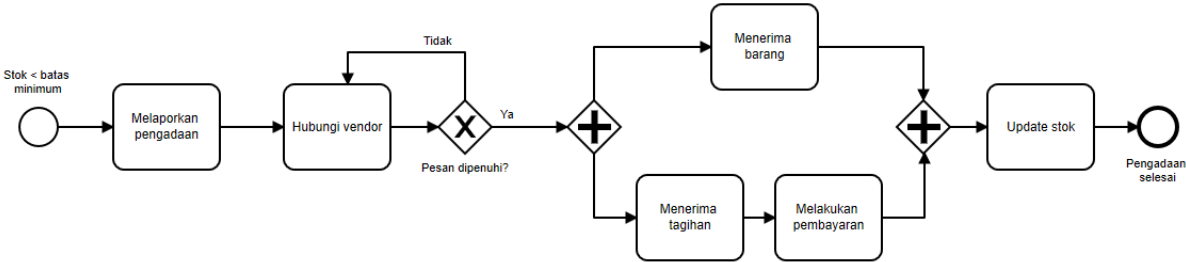 Stok < batas
minimum
Melaporkan
pengadaan
Hubungi vendor
Tidak
Pesan dipenuhi?
Ya
Menerima
barang
Menerima
tagihan
Melakukan
pembayaran
Update stok
Pengadaan
selesai